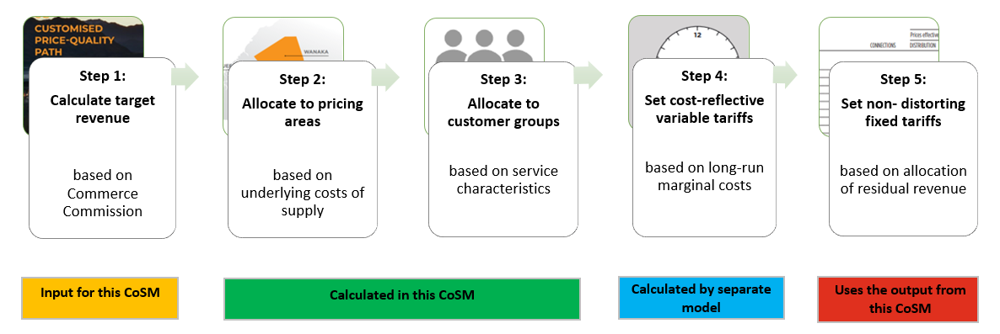 CUSTOMISED
PRICE-QUALITY
PATH
Step 1:
Calculate target
revenue
based on
Commerce
Commission
WANAKA
Step 2:
Allocate to pricing
areas
based on
underlying costs of
supply
Step 3:
Allocate to
customer groups
based on service
characteristics
12
Step 4:
Set cost-reflective
variable tariffs
based on long-run
marginal costs
Prices effective
CONNECTIONS DISTRIBUTION
Step 5:
Set non- distorting
fixed tariffs
based on allocation
of residual revenue
Input for this CoSM
Calculated in this CoSM
Calculated by separate
model
Uses the output from
this CoSM